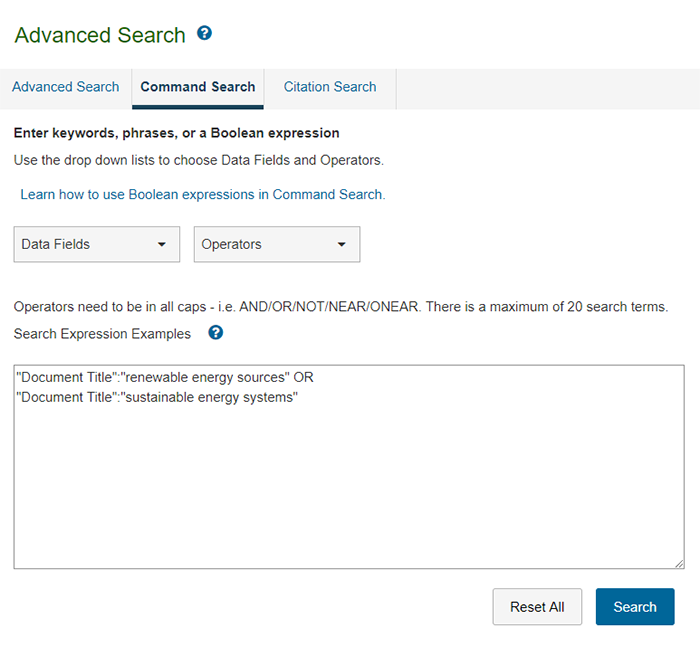 Advanced Search ?
Advanced Search Command Search Citation Search
Enter keywords, phrases, or a Boolean expression
Use the drop down lists to choose Data Fields and Operators.
Learn how to use Boolean expressions in Command Search.
Data Fields Operators
Operators need to be in all caps - i.e. AND/OR/NOT/NEAR/ONEAR. There is a maximum of 20 search terms.
Search Expression Examples ?
"Document Title":"renewable energy sources" OR
"Document Title":"sustainable energy systems"
Reset All Search